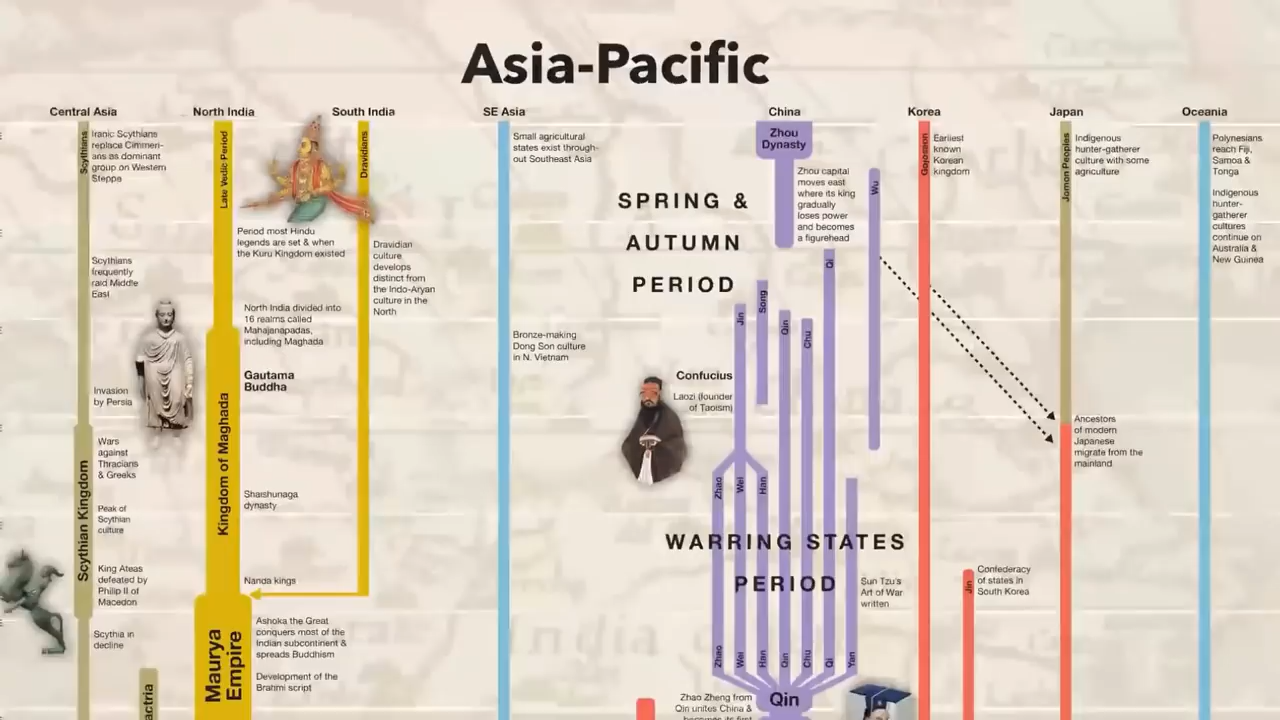 Asia-Pacific
Central Asia
North India
South India
SE Asia
China
Korea
Japan
Oceania
Scythians
Iranic Scythians
replace Cimmeri-
ans as dominant
group on Western
Steppe
Scythians
frequently
raid Middle
East
Invasion
by Persia
Wars
against
Thracians
& Greeks
Scythian Kingdom
Peak of
Scythian
culture
King Ateas
defeated by
Philip II of
Macedon
Scythia in
decline
actria
Late Vedic Period
Period most Hindu
legends are set & when
the Kuru Kingdom existed
North India divided into
16 realms called
Mahajanapadas,
including Maghada
Gautama
Buddha
Kingdom of Maghada
Shaishunaga
dynasty
Nanda kings
Maurya
Empire
Ashoka the Great
conquers most of the
Indian subcontinent &
spreads Buddhism
Development of the
Brahmi script
Dravidians
Dravidian
culture
develops
distinct from
the Indo-Aryan
culture in the
North
Small agricultural
states exist through-
out Southeast Asia
Bronze-making
Dong Son culture
in N. Vietnam
Zhou
Dynasty
Zhou capital
moves east
where its king
gradually
loses power
and becomes
a figurehead
SPRING &
AUTUMN
PERIOD
Wu
Qi
Song
Jin
Qin
Chu
Confucius
Laozi (founder
of Taoism)
Zhao
Wei
Han
WARRING STATES
PERIOD
Sun Tzu's
Art of War
written
Zhao
Wei
Han
Qin
Chu
Qi
Yan
Qin
Zhao Zheng from
Qin unites China &
becomes its first
Gojoseon
Earliest
known
Korean
kingdom
Jin
Confederacy
of states in
South Korea
Jomon Peoples
Indigenous
hunter-gatherer
culture with some
agriculture
Ancestors
of modern
Japanese
migrate from the
mainland
Polynesians
reach Fiji,
Samoa &
Tonga
Indigenous
hunter-
gatherer
cultures
continue on
Australia &
New Guinea